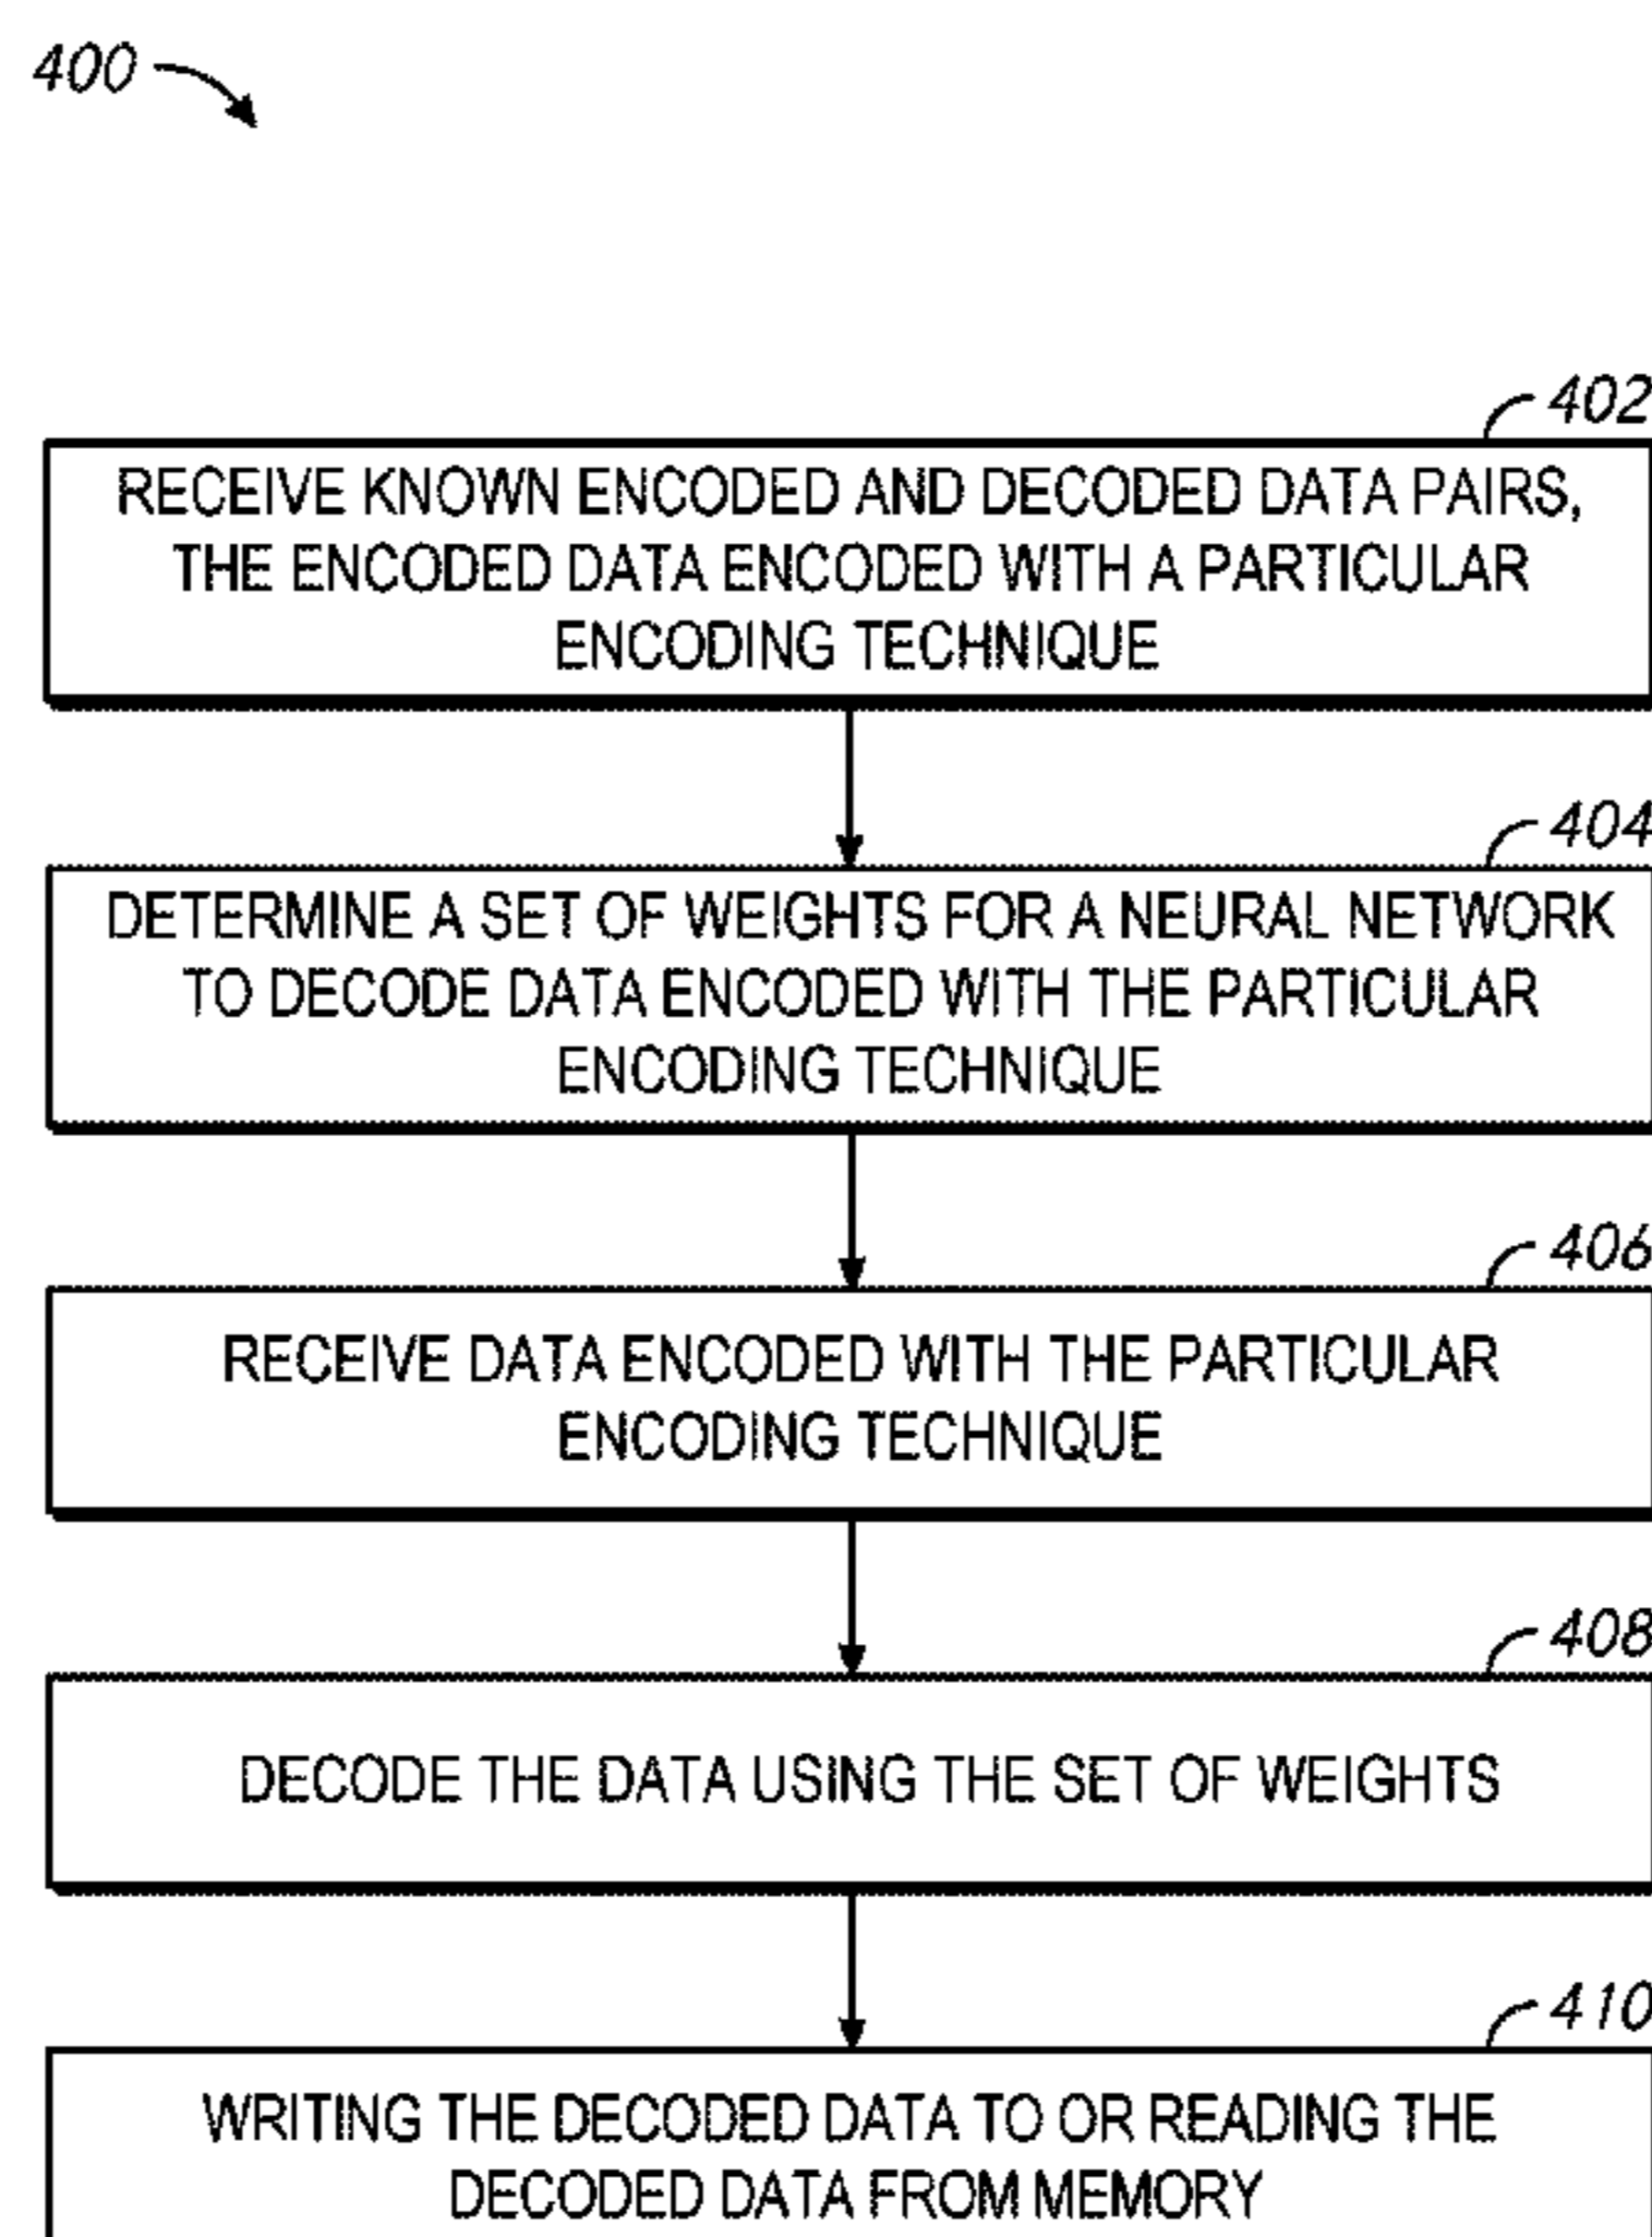 400
402
RECEIVE KNOWN ENCODED AND DECODED DATA PAIRS,
THE ENCODED DATA ENCODED WITH A PARTICULAR
ENCODING TECHNIQUE
404
DETERMINE A SET OF WEIGHTS FOR A NEURAL NETWORK
TO DECODE DATA ENCODED WITH THE PARTICULAR
ENCODING TECHNIQUE
406
RECEIVE DATA ENCODED WITH THE PARTICULAR
ENCODING TECHNIQUE
408
DECODE THE DATA USING THE SET OF WEIGHTS
410
WRITING THE DECODED DATA TO OR READING THE
DECODED DATA FROM MEMORY